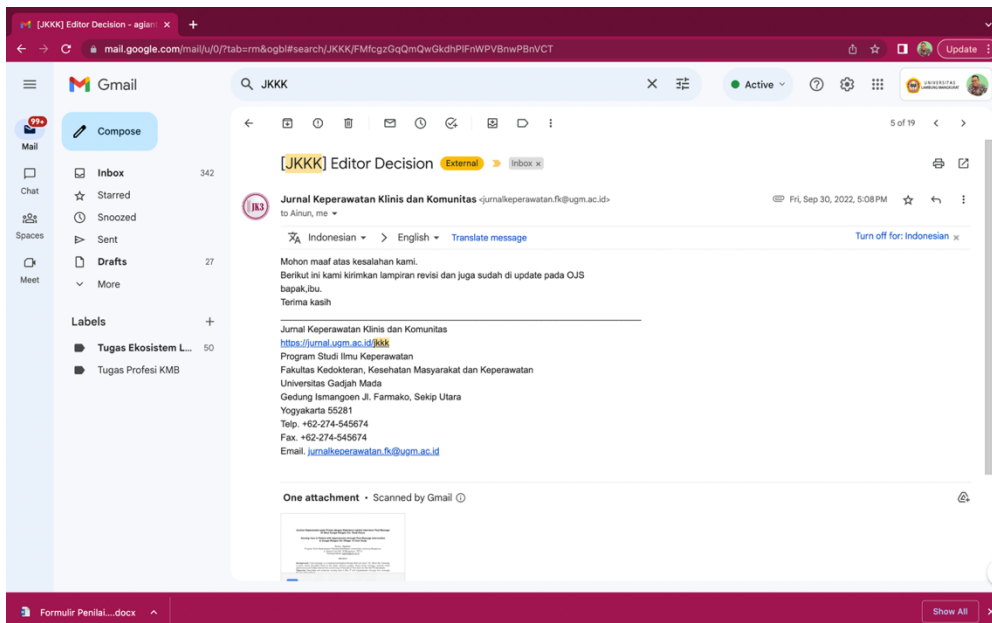 [JKKK] Editor Decision - agiant
mail.google.com/mail/u/0/?tab=rm&ogbl#search/JKKK/FMfcgzGqQmQwGkdhPlFnWPVBnwPBnVCT
Update
Gmail
JKKK
Active
UNIVERSITAS
LAMBUNG MANGKURAT
99+
Mail
Chat
Spaces
Meet
Compose
Inbox 342
Starred
Snoozed
Sent
Drafts 27
More
Labels
Tugas Ekosistem L... 50
Tugas Profesi KMB
5 of 19
[JKKK] Editor Decision External Inbox
JK3
Jurnal Keperawatan Klinis dan Komunitas <jurnalkeperawatan.fk@ugm.ac.id> Fri, Sep 30, 2022, 5:08 PM
to Ainun, me
Indonesian > English Translate message Turn off for: Indonesian
Mohon maaf atas kesalahan kami.
Berikut ini kami kirimkan lampiran revisi dan juga sudah di update pada OJS
bapak,ibu.
Terima kasih
Jurnal Keperawatan Klinis dan Komunitas
https://jurnal.ugm.ac.id/jkkk
Program Studi Ilmu Keperawatan
Fakultas Kedokteran, Kesehatan Masyarakat dan Keperawatan
Universitas Gadjah Mada
Gedung Ismangoen Jl. Farmako, Sekip Utara
Yogyakarta 55281
Telp. +62-274-545674
Fax. +62-274-545674
Email. jurnalkeperawatan.fk@ugm.ac.id
One attachment • Scanned by Gmail
Formulir Penilai....docx
Show All